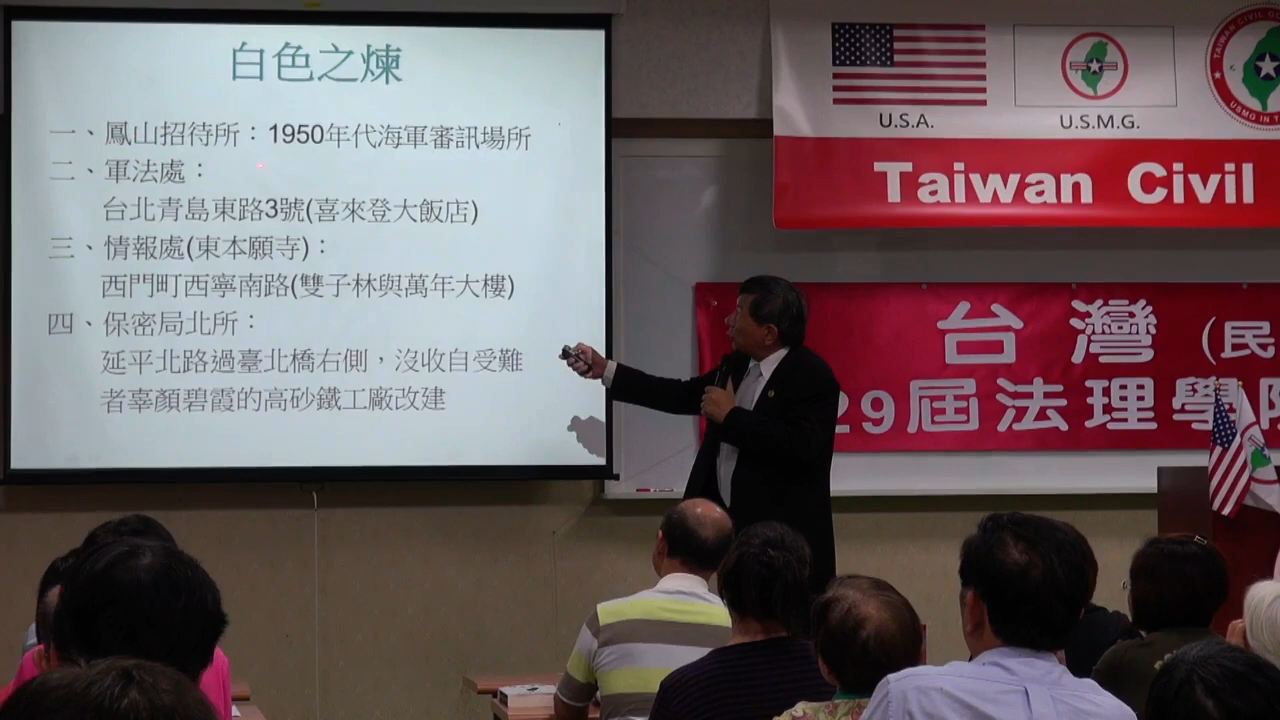 白色之煉
一、鳳山招待所：1950年代海軍審訊場所
二、軍法處：
台北青島東路3號(喜來登大飯店)
三、情報處(東本願寺)：
西門町西寧南路(雙子林與萬年大樓)
四、保密局北所：
延平北路過臺北橋右側，沒收自受難
者辜顏碧霞的高砂鐵工廠改建
U.S.A.
U.S.M.G.
TAIWAN CIVIL G
USMG IN T
Taiwan Civil
台灣（民
29屆法理學院